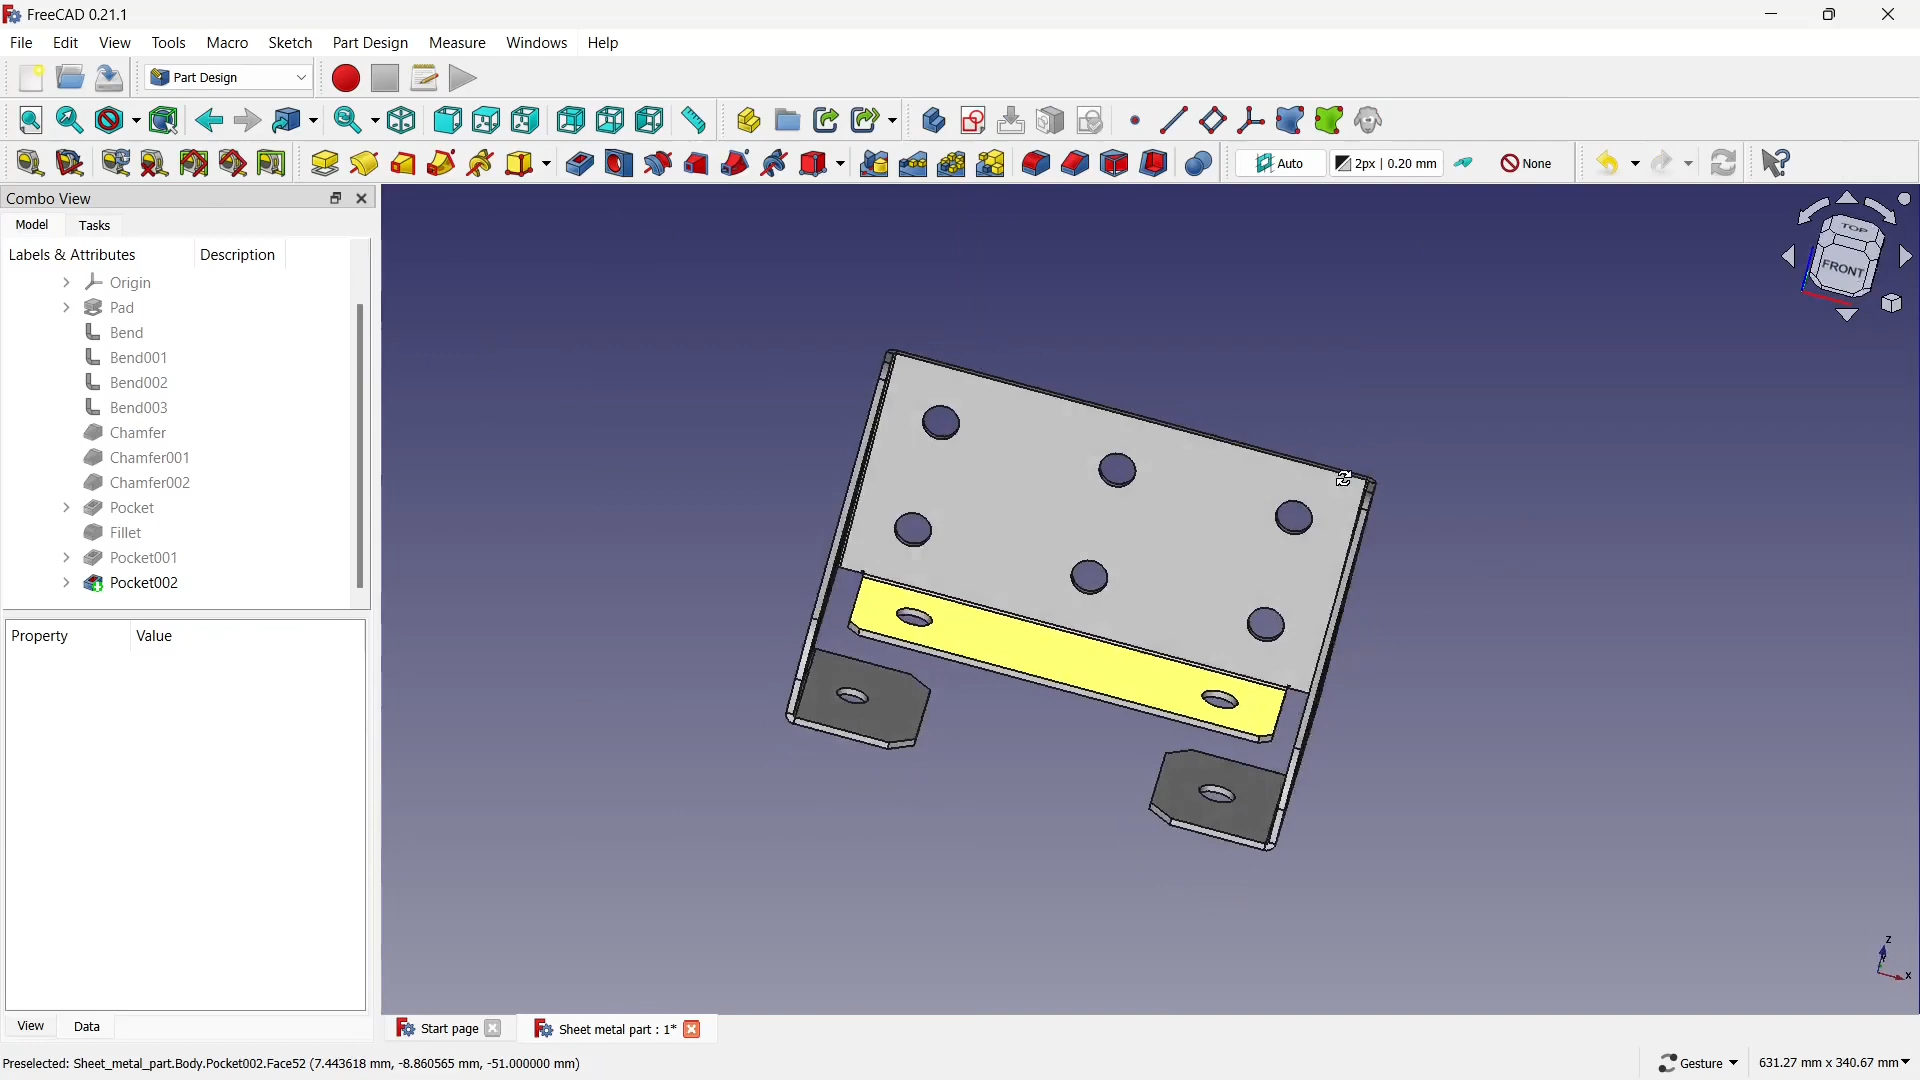 FreeCAD 0.21.1
File Edit View Tools Macro Sketch Part Design Measure Windows Help
Part Design
Auto 2px | 0.20 mm None
Combo View
Model Tasks
Labels & Attributes Description
Origin
Pad
Bend
Bend001
Bend002
Bend003
Chamfer
Chamfer001
Chamfer002
Pocket
Fillet
Pocket001
Pocket002
Property Value
TOP
FRONT
Z
X
View Data
Start page Sheet metal part : 1*
Preselected: Sheet_metal_part.Body.Pocket002.Face52 (7.443618 mm, -8.860565 mm, -51.000000 mm)
Gesture 631.27 mm x 340.67 mm